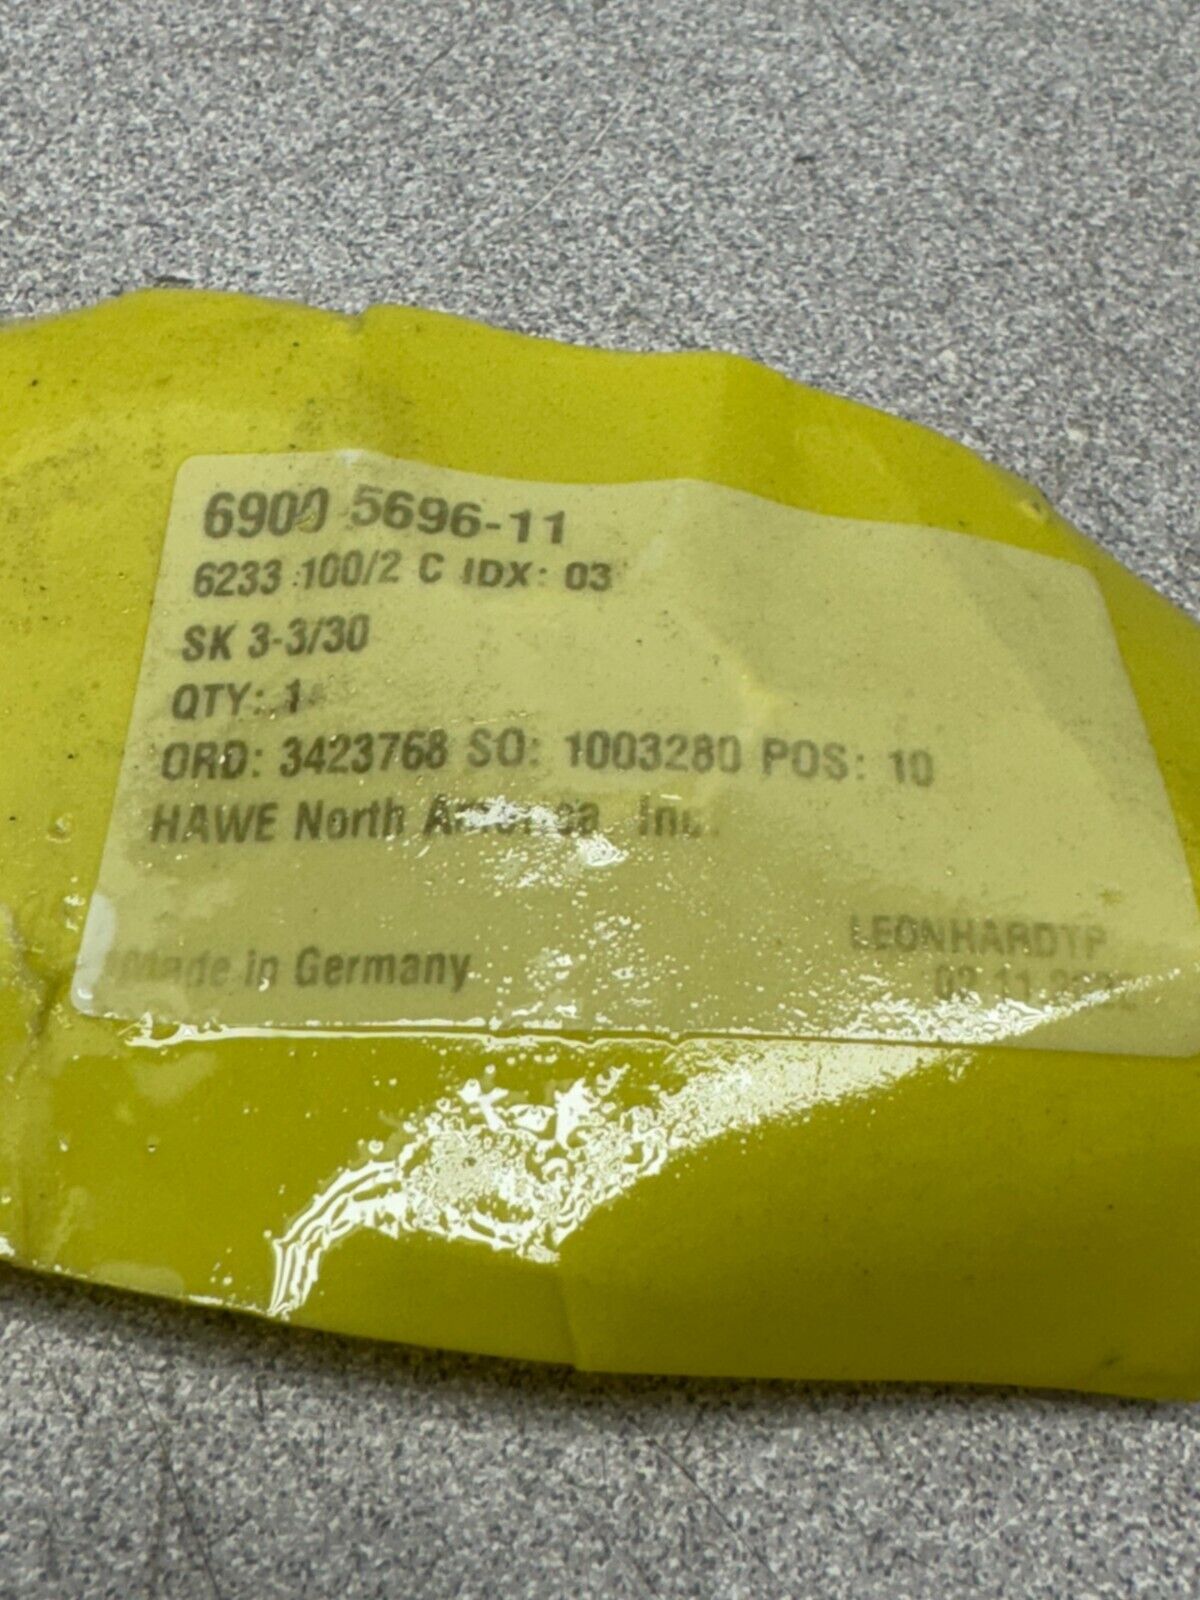 6900 5696-11
6233 100/2 C IDX: 03
SK 3-3/30
QTY: 1
ORD: 3423768 SO: 1003280 POS: 10
HAWE North America Inc.
Made in Germany
LEONHARDTP